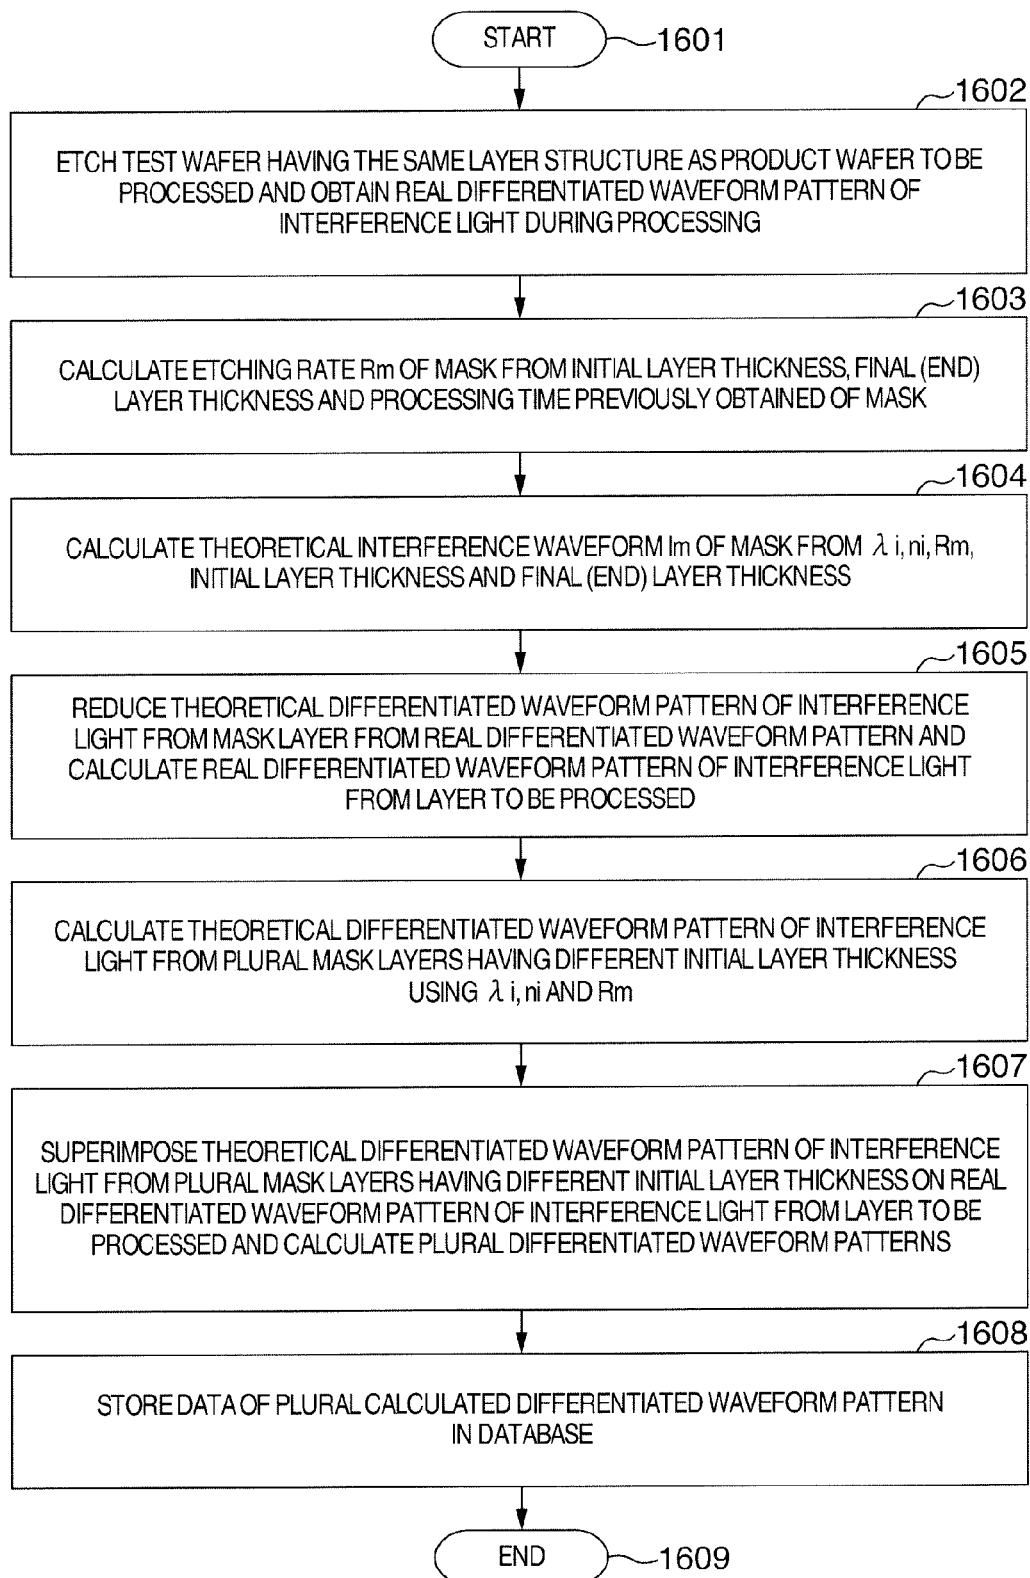 START
1601
1602
ETCH TEST WAFER HAVING THE SAME LAYER STRUCTURE AS PRODUCT WAFER TO BE
PROCESSED AND OBTAIN REAL DIFFERENTIATED WAVEFORM PATTERN OF
INTERFERENCE LIGHT DURING PROCESSING
1603
CALCULATE ETCHING RATE Rm OF MASK FROM INITIAL LAYER THICKNESS, FINAL (END)
LAYER THICKNESS AND PROCESSING TIME PREVIOUSLY OBTAINED OF MASK
1604
CALCULATE THEORETICAL INTERFERENCE WAVEFORM Im OF MASK FROM λ i, ni, Rm,
INITIAL LAYER THICKNESS AND FINAL (END) LAYER THICKNESS
1605
REDUCE THEORETICAL DIFFERENTIATED WAVEFORM PATTERN OF INTERFERENCE
LIGHT FROM MASK LAYER FROM REAL DIFFERENTIATED WAVEFORM PATTERN AND
CALCULATE REAL DIFFERENTIATED WAVEFORM PATTERN OF INTERFERENCE LIGHT
FROM LAYER TO BE PROCESSED
1606
CALCULATE THEORETICAL DIFFERENTIATED WAVEFORM PATTERN OF INTERFERENCE
LIGHT FROM PLURAL MASK LAYERS HAVING DIFFERENT INITIAL LAYER THICKNESS
USING λ i, ni AND Rm
1607
SUPERIMPOSE THEORETICAL DIFFERENTIATED WAVEFORM PATTERN OF INTERFERENCE
LIGHT FROM PLURAL MASK LAYERS HAVING DIFFERENT INITIAL LAYER THICKNESS ON REAL
DIFFERENTIATED WAVEFORM PATTERN OF INTERFERENCE LIGHT FROM LAYER TO BE
PROCESSED AND CALCULATE PLURAL DIFFERENTIATED WAVEFORM PATTERNS
1608
STORE DATA OF PLURAL CALCULATED DIFFERENTIATED WAVEFORM PATTERN
IN DATABASE
END
1609